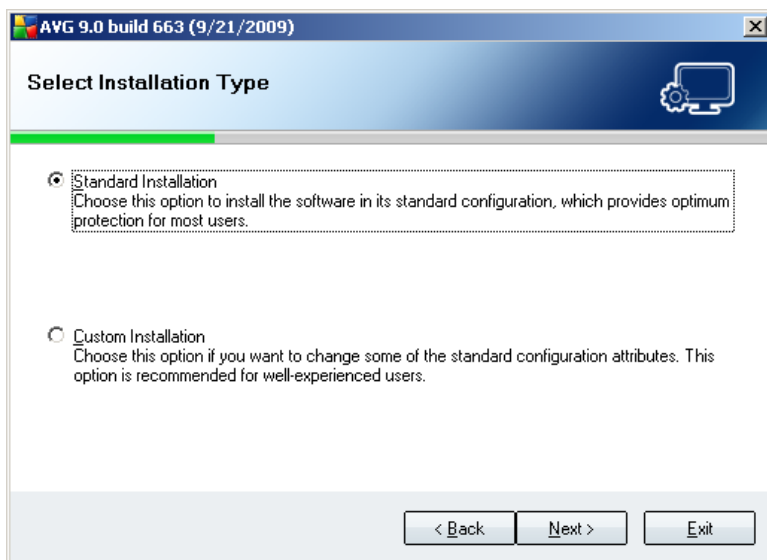 AVG 9.0 build 663 (9/21/2009)
Select Installation Type
Standard Installation
Choose this option to install the software in its standard configuration, which provides optimum
protection for most users.
Custom Installation
Choose this option if you want to change some of the standard configuration attributes. This
option is recommended for well-experienced users.
< Back Next > Exit